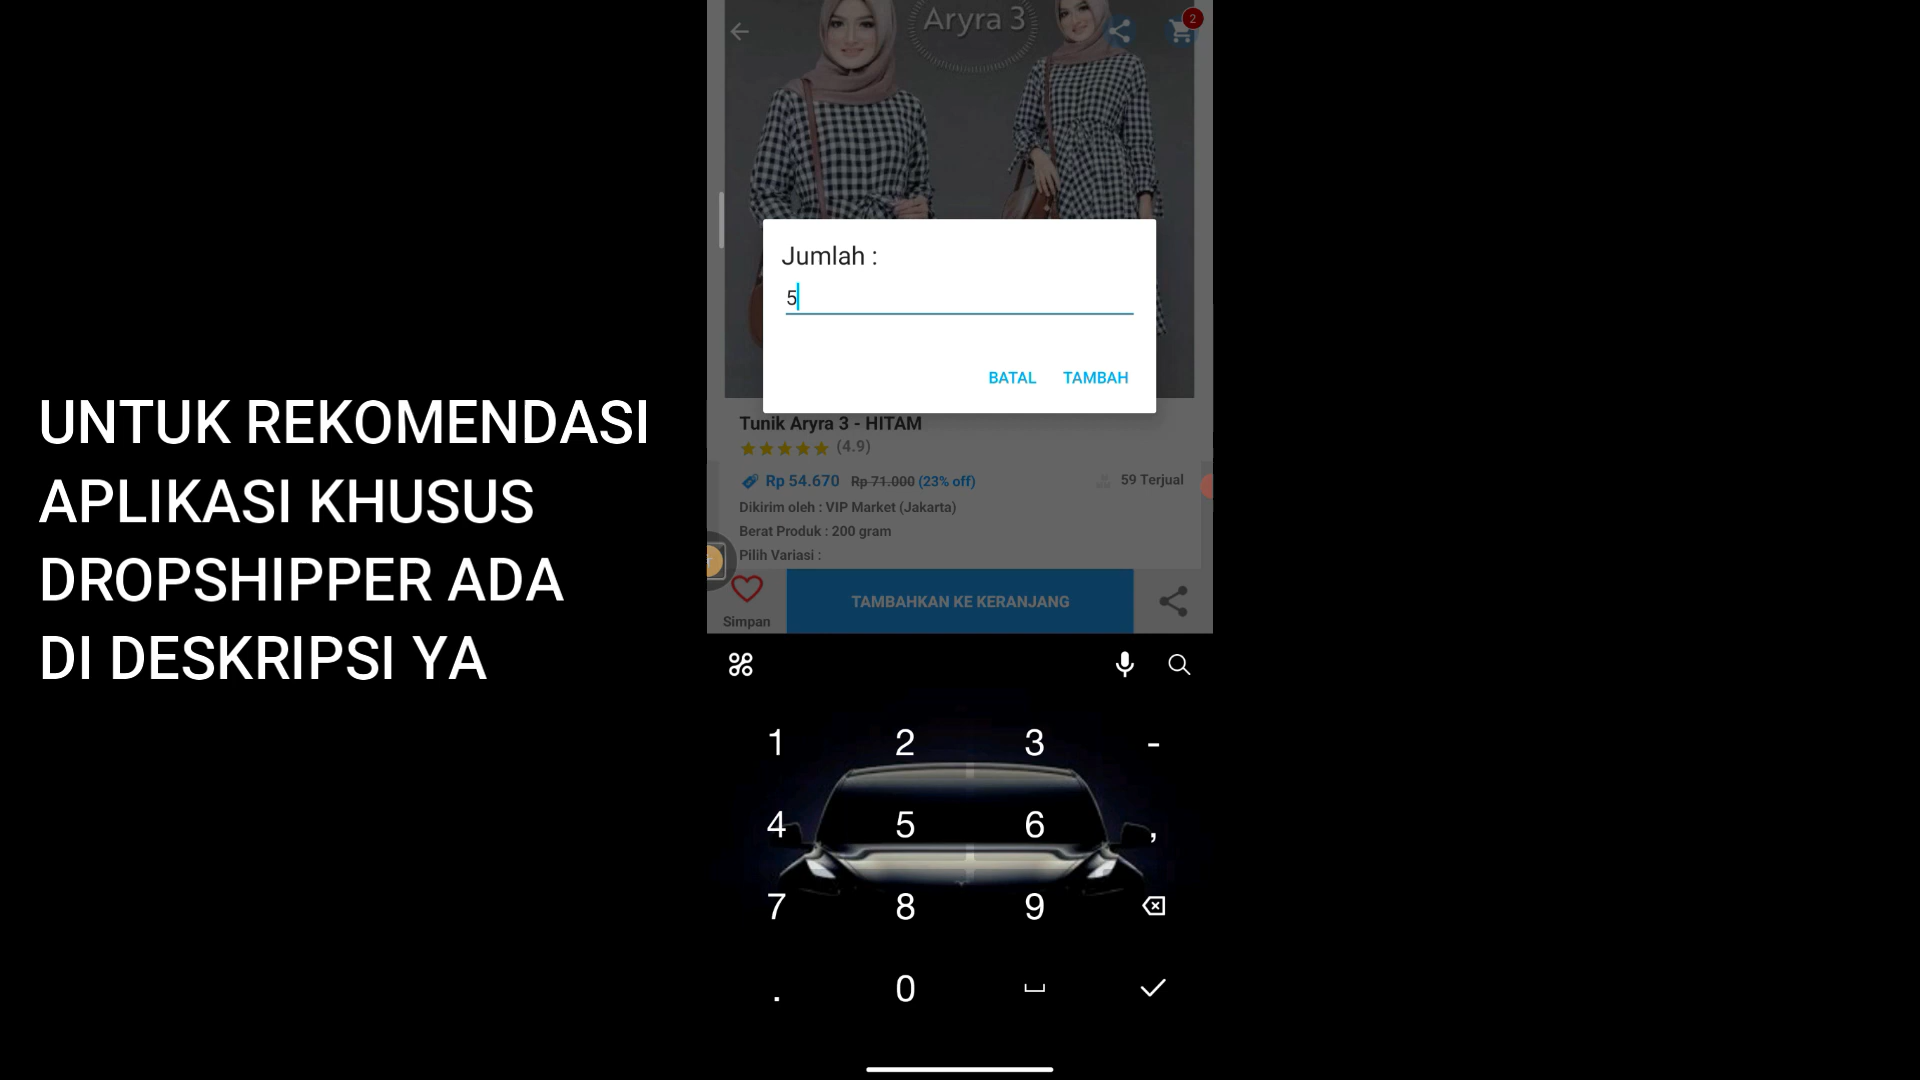 Aryra 3
2
Jumlah :
5
BATAL TAMBAH
Tunik Aryra 3 - HITAM
(4.9)
Rp 54.670 Rp 71.000 (23% off) 59 Terjual
Dikirim oleh : VIP Market (Jakarta)
Berat Produk : 200 gram
Pilih Variasi :
Simpan
TAMBAHKAN KE KERANJANG
UNTUK REKOMENDASI
APLIKASI KHUSUS
DROPSHIPPER ADA
DI DESKRIPSI YA
1 2 3 -
4 5 6 ,
7 8 9
. 0